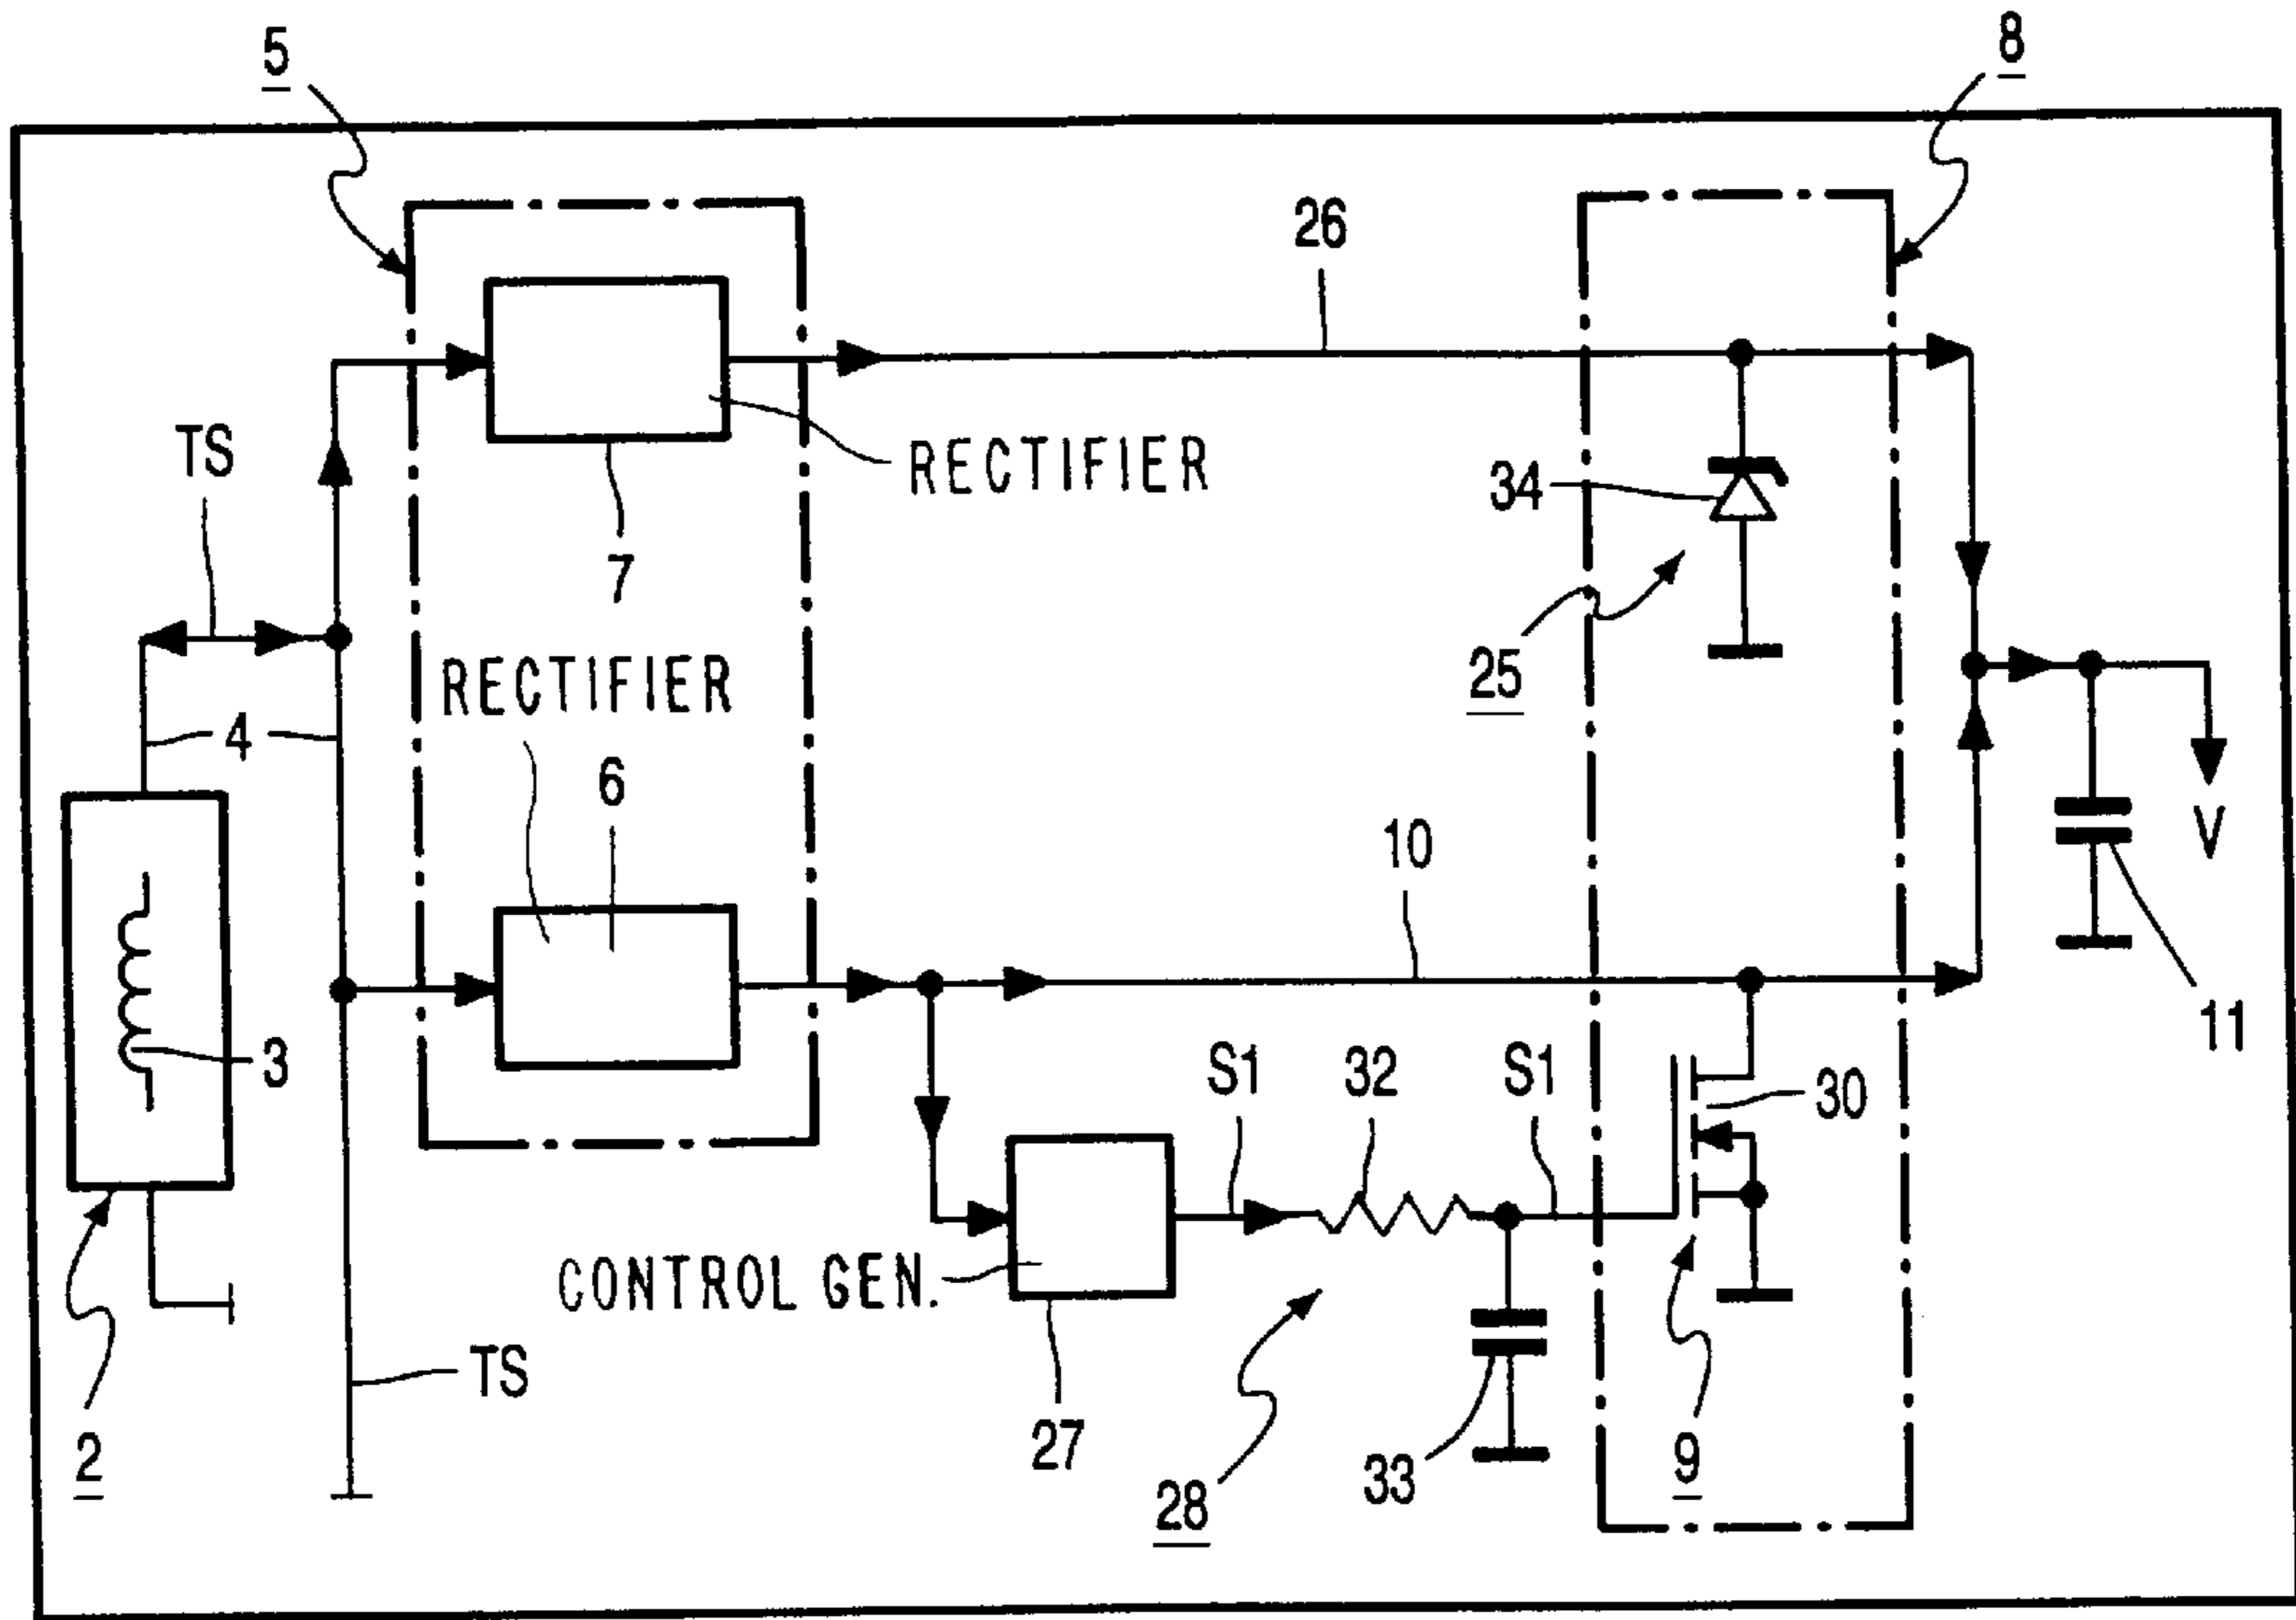 5
8
26
TS
RECTIFIER
34
7
RECTIFIER
25
4
6
V
10
11
3
S1
32
S1
30
CONTROL GEN.
TS
27
33
9
2
28